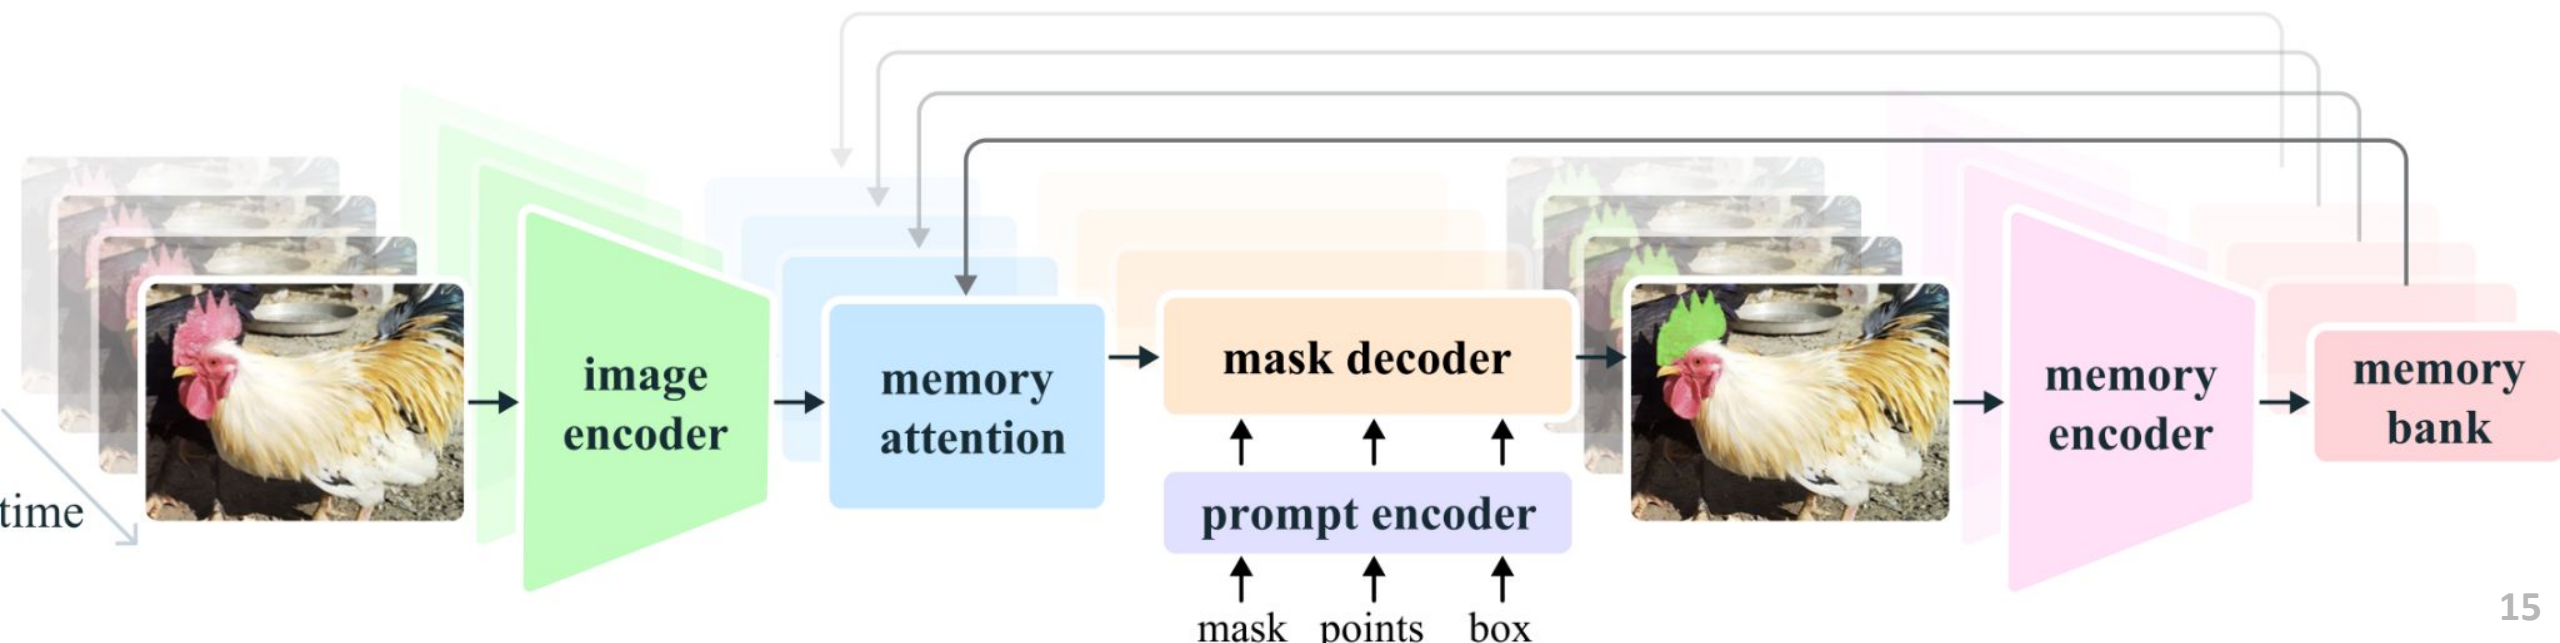 time
image
encoder
memory
attention
mask decoder
prompt encoder
mask points box
memory
encoder
memory
bank
15